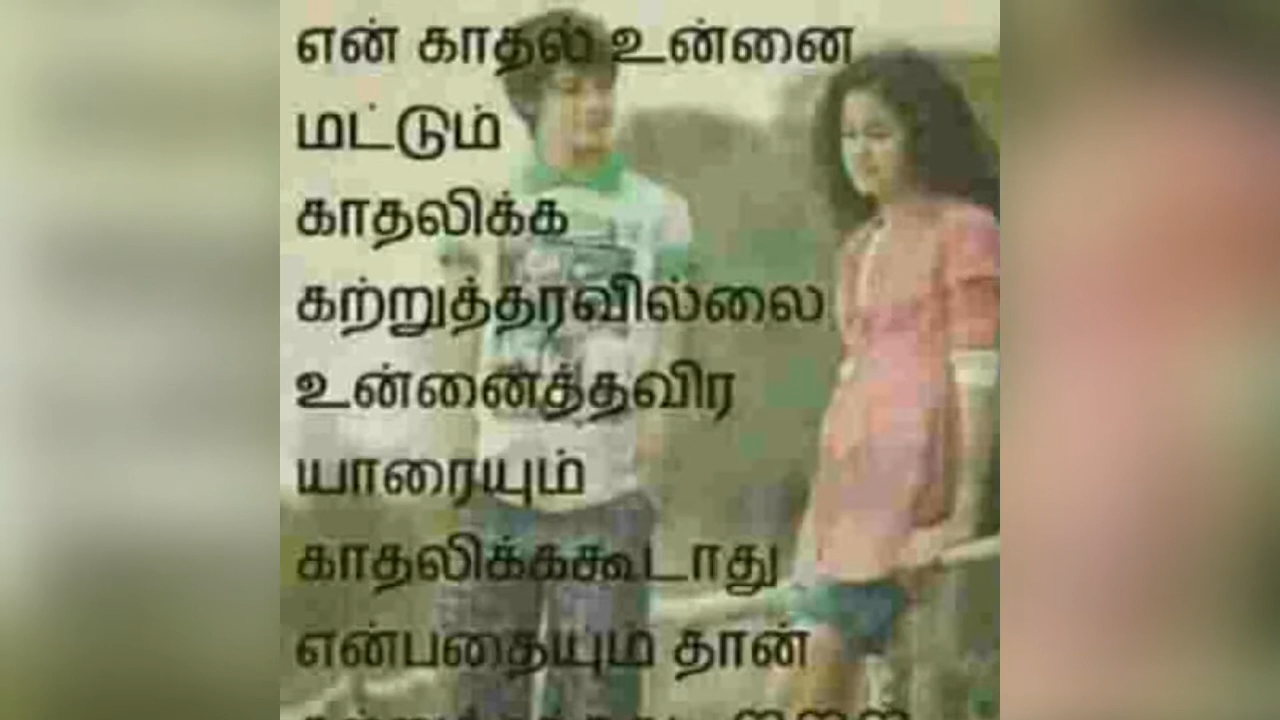 என் காதல் உன்னை
மட்டும்
காதலிக்க
கற்றுத்தரவில்லை
உன்னைத்தவிர
யாரையும்
காதலிக்ககூடாது
என்பதையும் தான்